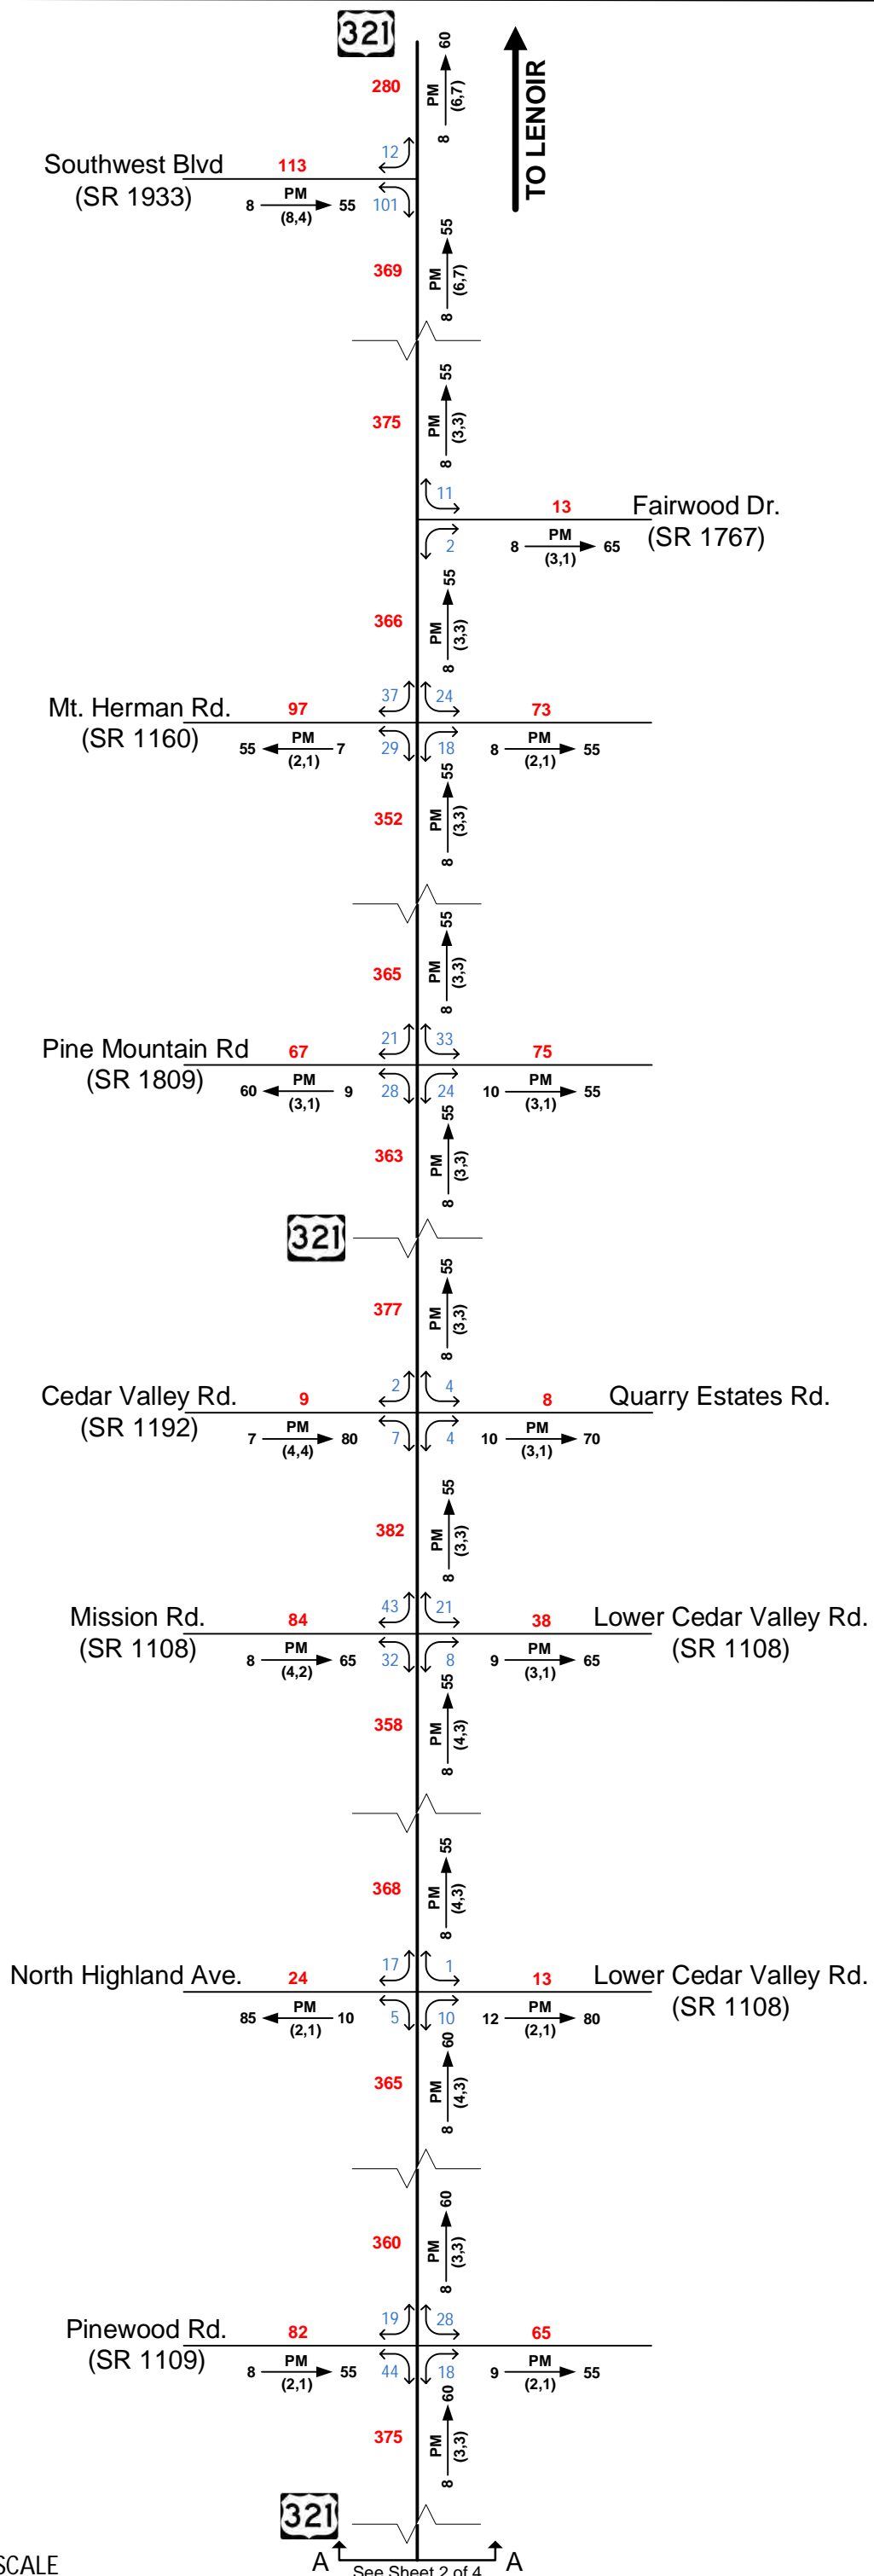 321
60
280
PM
(6,7)
8
TO LENOIR
12
Southwest Blvd
113
(SR 1933)
PM
8
55
(8,4)
101
55
369
PM
(6,7)
8
55
375
PM
(3,3)
8
11
13
Fairwood Dr.
(SR 1767)
PM
8
65
(3,1)
2
55
366
PM
(3,3)
8
37
24
Mt. Herman Rd.
97
73
(SR 1160)
PM
55
7
(2,1)
29
18
PM
8
55
(2,1)
55
352
PM
(3,3)
8
55
365
PM
(3,3)
8
21
33
Pine Mountain Rd
67
75
(SR 1809)
PM
60
9
(3,1)
28
24
PM
10
55
(3,1)
55
363
PM
(3,3)
8
321
55
377
PM
(3,3)
8
2
4
Cedar Valley Rd.
9
8
Quarry Estates Rd.
(SR 1192)
PM
7
80
(4,4)
7
4
PM
10
70
(3,1)
55
382
PM
(3,3)
8
43
21
Mission Rd.
84
38
Lower Cedar Valley Rd.
(SR 1108)
(SR 1108)
PM
8
65
(4,2)
32
8
PM
9
65
(3,1)
55
358
PM
(4,3)
8
55
368
PM
(4,3)
8
17
1
North Highland Ave.
24
13
Lower Cedar Valley Rd.
(SR 1108)
PM
85
10
(2,1)
5
10
PM
12
80
(2,1)
60
365
PM
(4,3)
8
60
360
PM
(3,3)
8
19
28
Pinewood Rd.
82
65
(SR 1109)
PM
8
55
(2,1)
44
18
PM
9
55
(2,1)
60
375
PM
(3,3)
8
321
SCALE
A
See Sheet 2 of 4
A